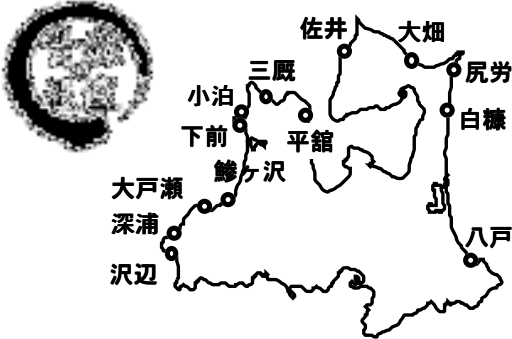 佐井
大畑
三厩
尻労
小泊
白糠
下前
平舘
鰺ヶ沢
大戸瀬
深浦
八戸
沢辺